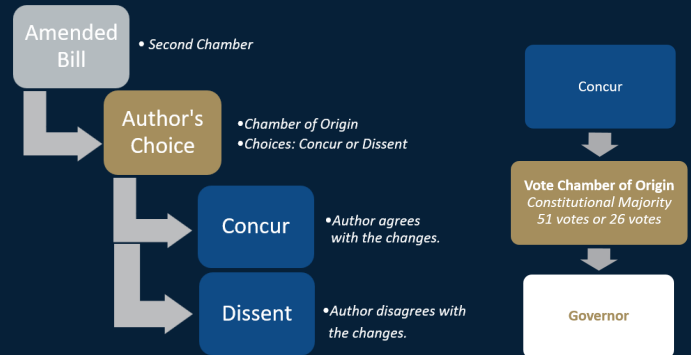 Amended
Bill
• Second Chamber
Author's
Choice
•Chamber of Origin
•Choices: Concur or Dissent
Concur
•Author agrees
with the changes.
Dissent
•Author disagrees with
the changes.
Concur
Vote Chamber of Origin
Constitutional Majority
51 votes or 26 votes
Governor